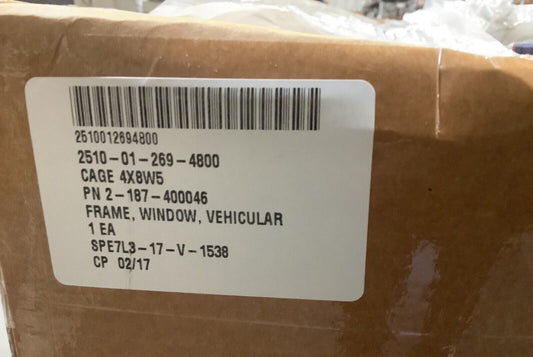 2510012694800
2510-01-269-4800
CAGE 4X8W5
PN 2-187-400046
FRAME, WINDOW, VEHICULAR
1 EA
SPE7L3-17-V-1538
CP 02/17